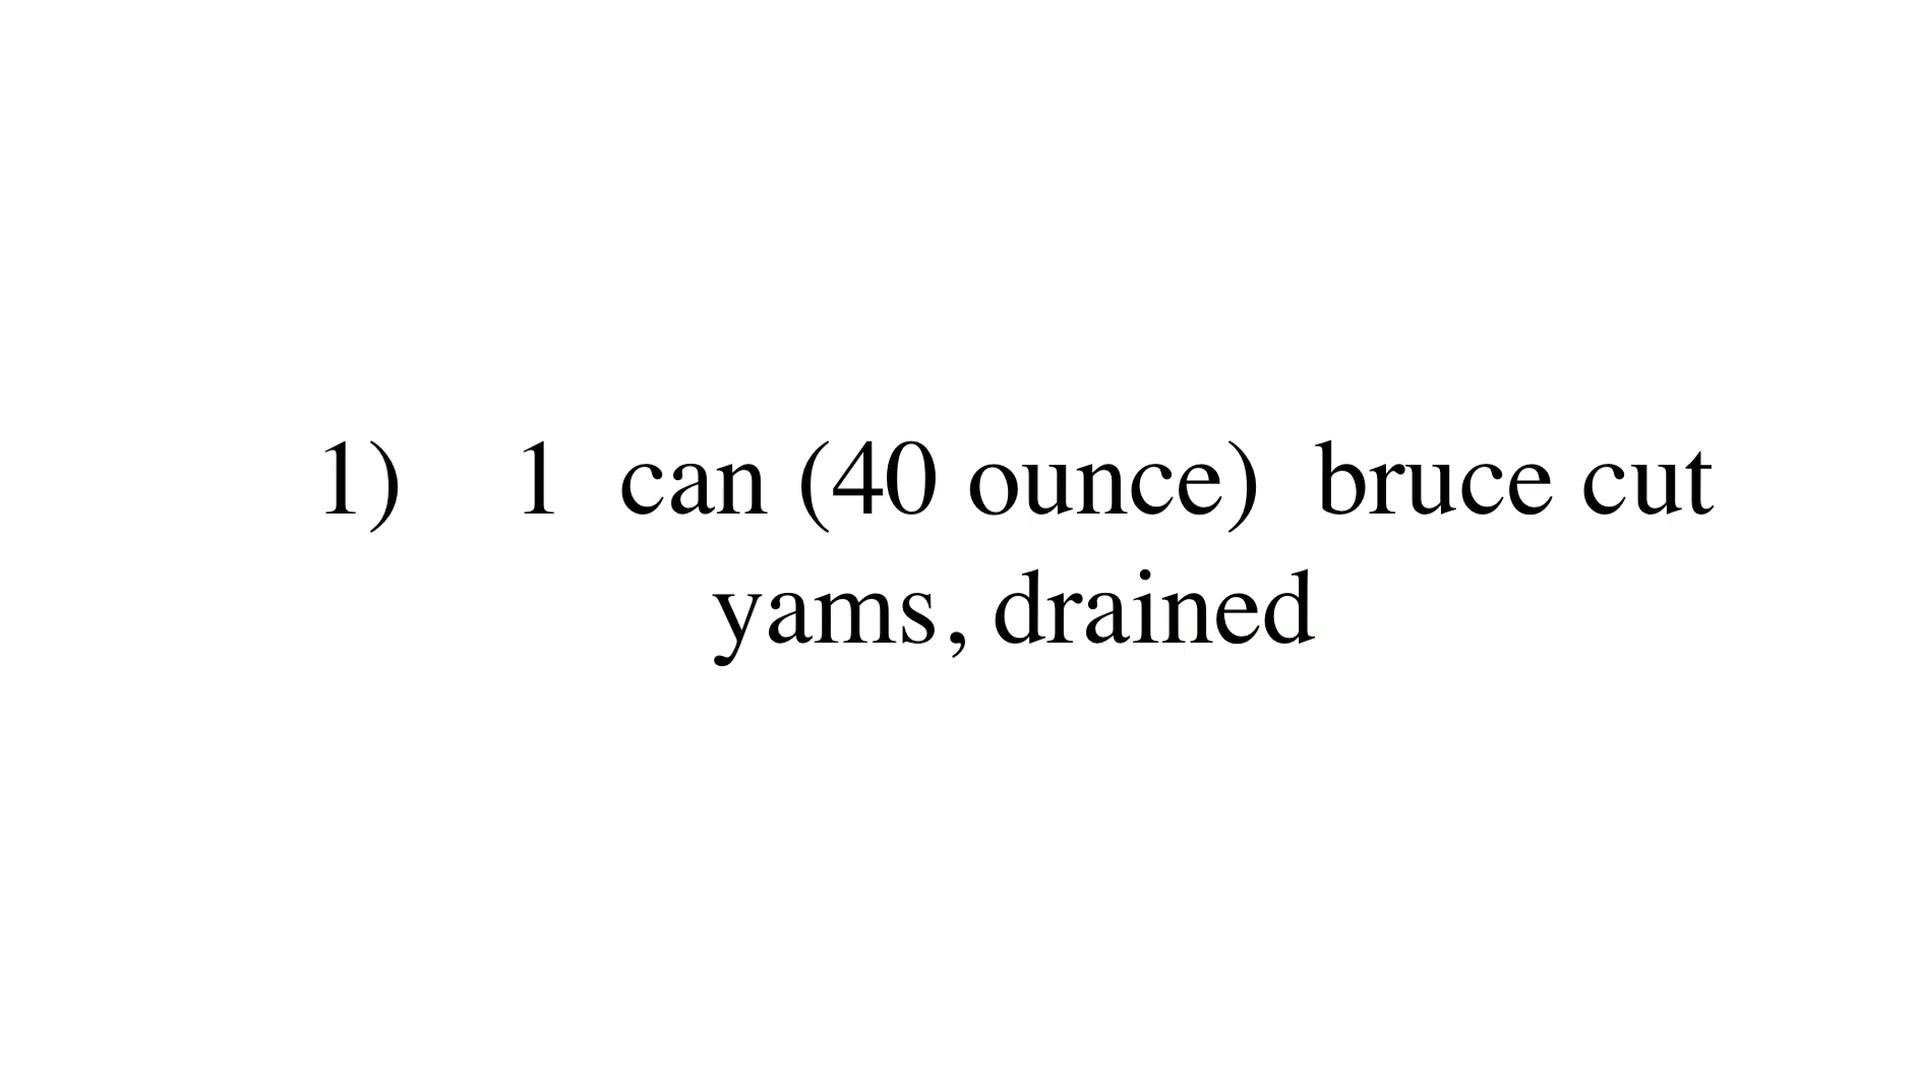 1) 1 can (40 ounce) bruce cut
yams, drained